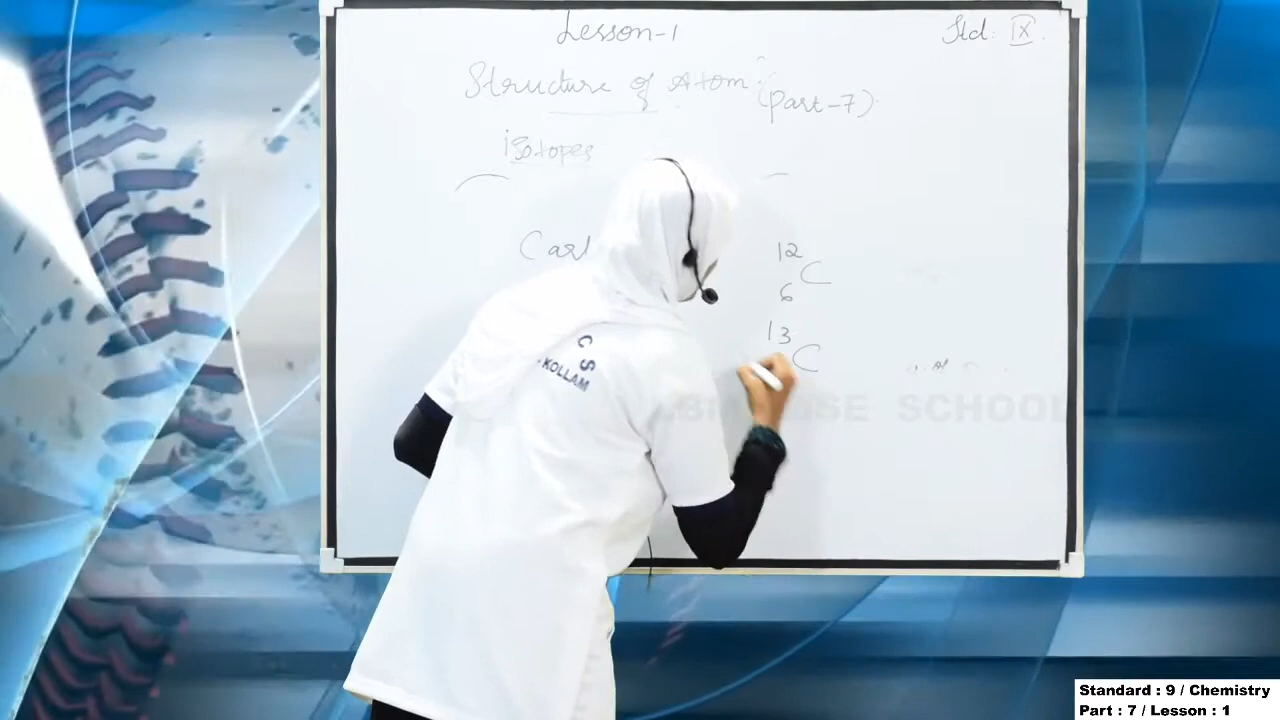 Lesson-1
Std: IX.
Structure of Atom
(Part-7)
isotopes
12
C
6
13
C
C
S
KOLLAM
SCHOOL
Standard : 9 / Chemistry
Part : 7 / Lesson : 1